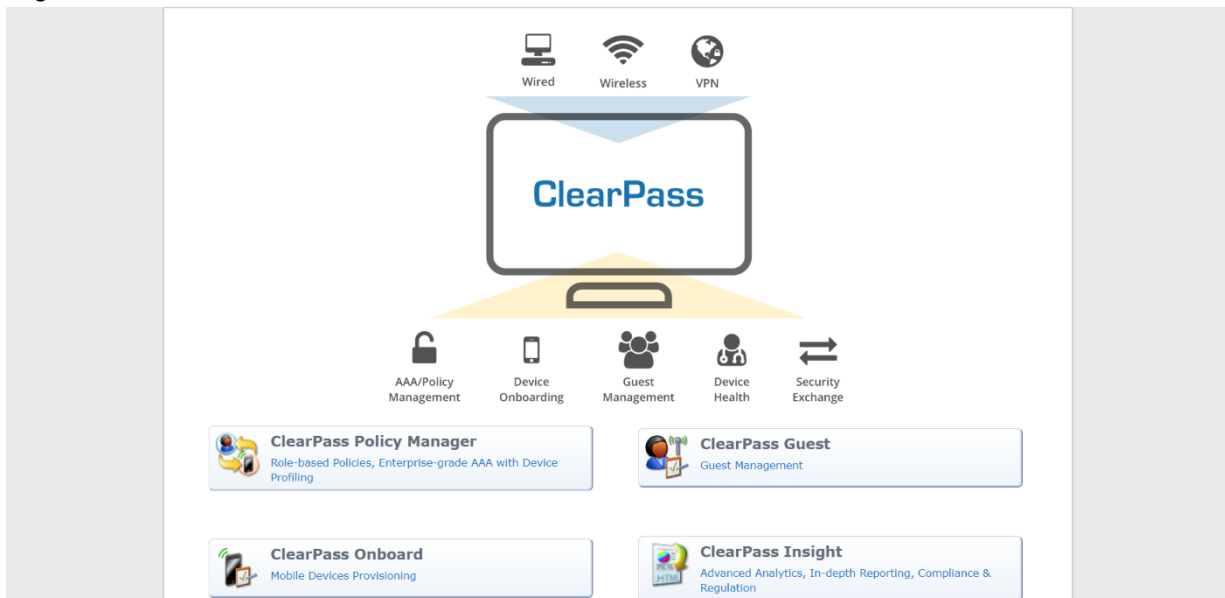 Wired
Wireless
VPN
ClearPass
AAA/Policy
Management
Device
Onboarding
Guest
Management
Device
Health
Security
Exchange
ClearPass Policy Manager
Role-based Policies, Enterprise-grade AAA with Device
Profiling
ClearPass Guest
Guest Management
ClearPass Onboard
Mobile Devices Provisioning
ClearPass Insight
Advanced Analytics, In-depth Reporting, Compliance &
Regulation